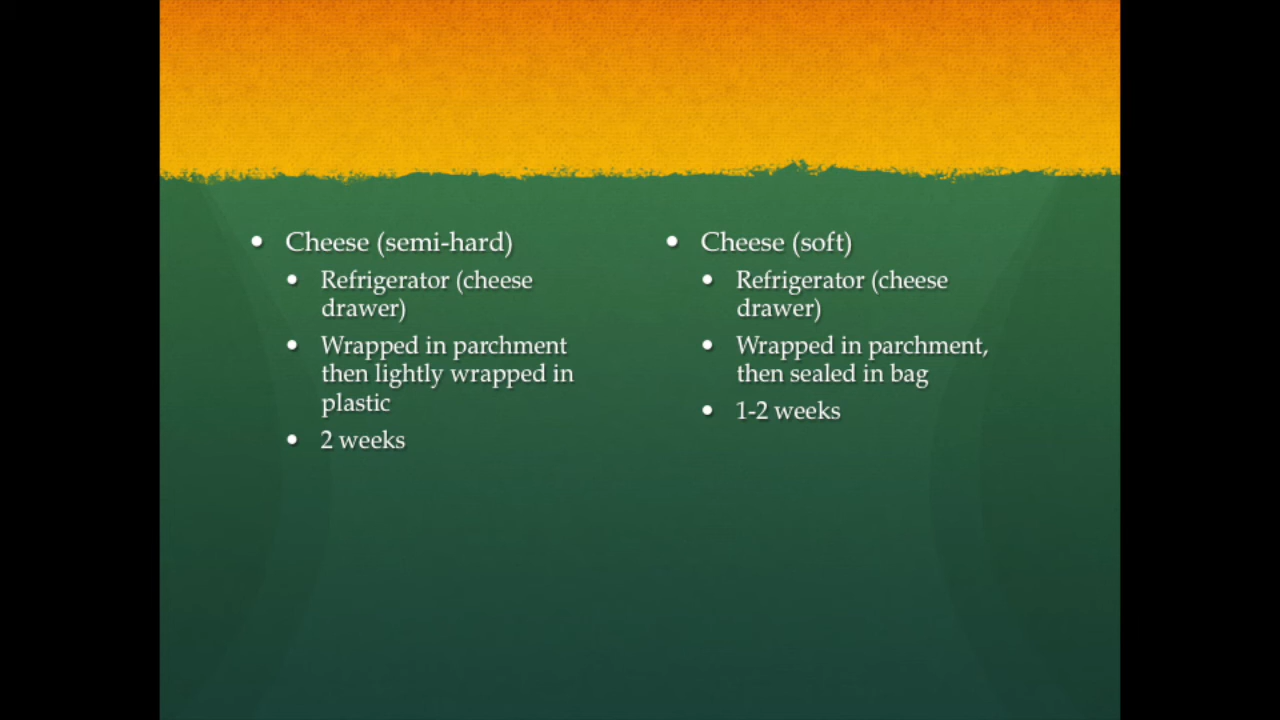 • Cheese (semi-hard)
• Refrigerator (cheese
drawer)
• Wrapped in parchment
then lightly wrapped in
plastic
• 2 weeks
• Cheese (soft)
• Refrigerator (cheese
drawer)
• Wrapped in parchment,
then sealed in bag
• 1-2 weeks